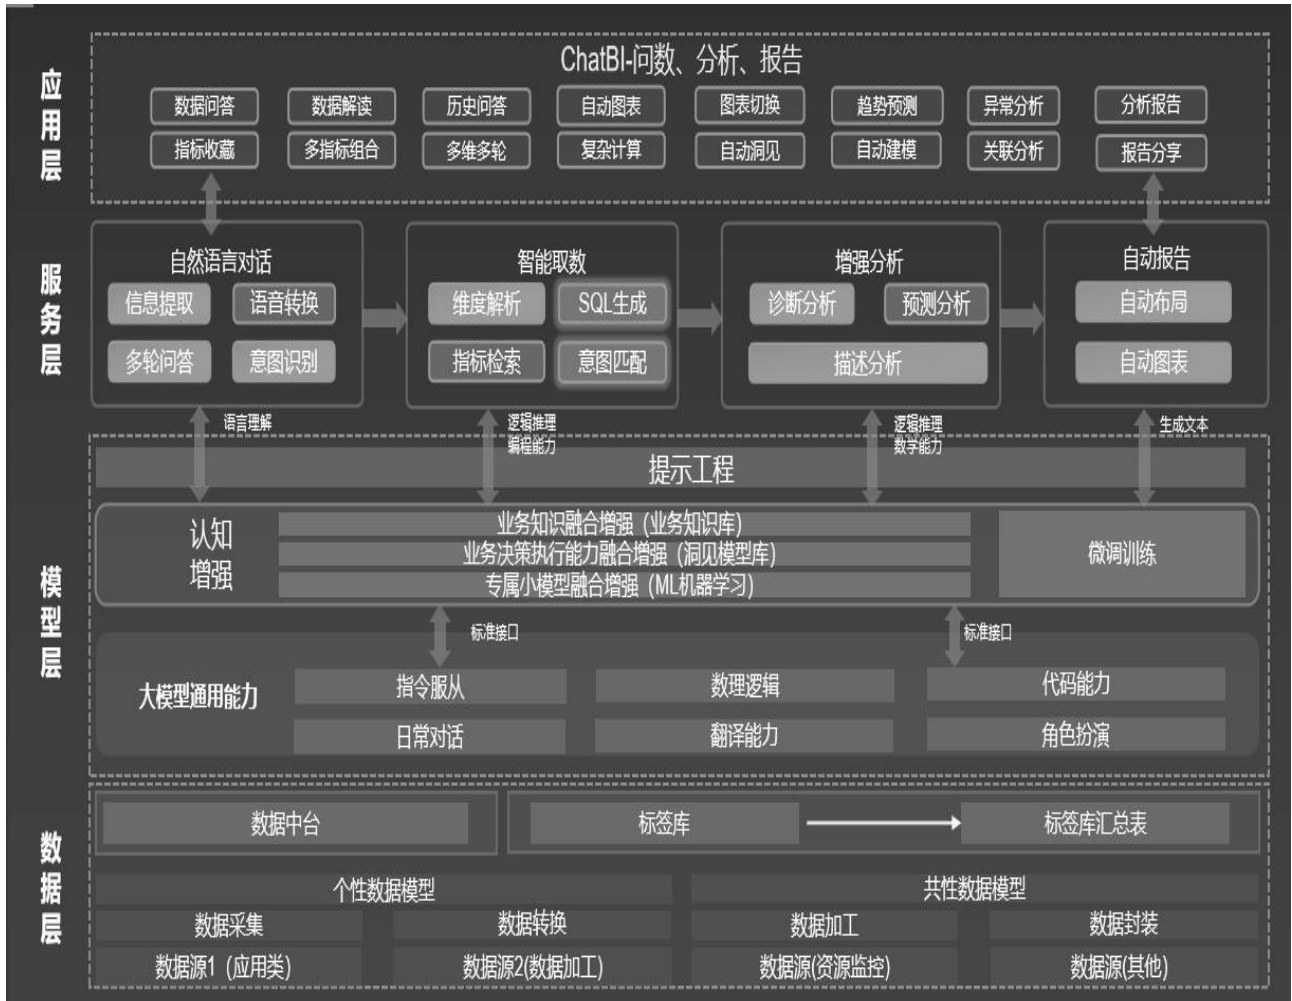 应用层
ChatBI-问数、分析、报告
数据问答 数据解读 历史问答 自动图表 图表切换 趋势预测 异常分析 分析报告
指标收藏 多指标组合 多维多轮 复杂计算 自动洞见 自动建模 关联分析 报告分享
服务层
自然语言对话
信息提取 语音转换
多轮问答 意图识别
智能取数
维度解析 SQL生成
指标检索 意图匹配
增强分析
诊断分析 预测分析
描述分析
自动报告
自动布局
自动图表
语言理解
逻辑推理
编程能力
逻辑推理
数学能力
生成文本
模型层
提示工程
认知
增强
业务知识融合增强（业务知识库）
业务决策执行能力融合增强（洞见模型库）
专属小模型融合增强（ML机器学习）
微调训练
标准接口 标准接口
大模型通用能力
指令服从 数理逻辑 代码能力
日常对话 翻译能力 角色扮演
数据层
数据中台 标签库 标签库汇总表
个性数据模型 共性数据模型
数据采集 数据转换 数据加工 数据封装
数据源1（应用类） 数据源2(数据加工) 数据源(资源监控) 数据源(其他)